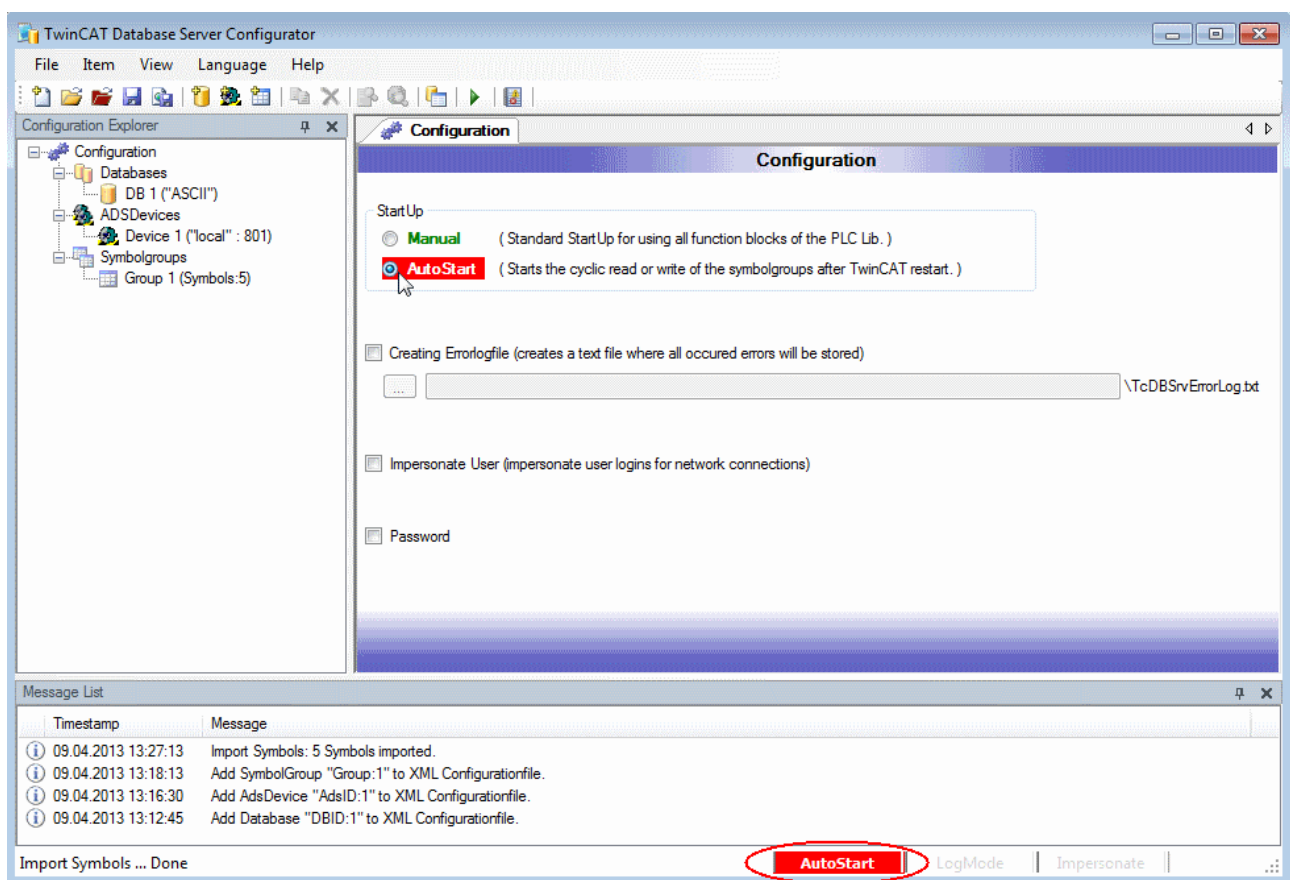 TwinCAT Database Server Configurator
File Item View Language Help
Configuration Explorer
Configuration
Databases
DB 1 ("ASCII")
ADSDevices
Device 1 ("local" : 801)
Symbolgroups
Group 1 (Symbols:5)
Configuration
Configuration
StartUp
Manual ( Standard StartUp for using all function blocks of the PLC Lib. )
AutoStart ( Starts the cyclic read or write of the symbolgroups after TwinCAT restart. )
Creating Errorlogfile (creates a text file where all occured errors will be stored)
... \TcDBSrvErrorLog.txt
Impersonate User (impersonate user logins for network connections)
Password
Message List
Timestamp Message
09.04.2013 13:27:13 Import Symbols: 5 Symbols imported.
09.04.2013 13:18:13 Add SymbolGroup "Group:1" to XML Configurationfile.
09.04.2013 13:16:30 Add AdsDevice "AdsID:1" to XML Configurationfile.
09.04.2013 13:12:45 Add Database "DBID:1" to XML Configurationfile.
Import Symbols ... Done AutoStart LogMode Impersonate